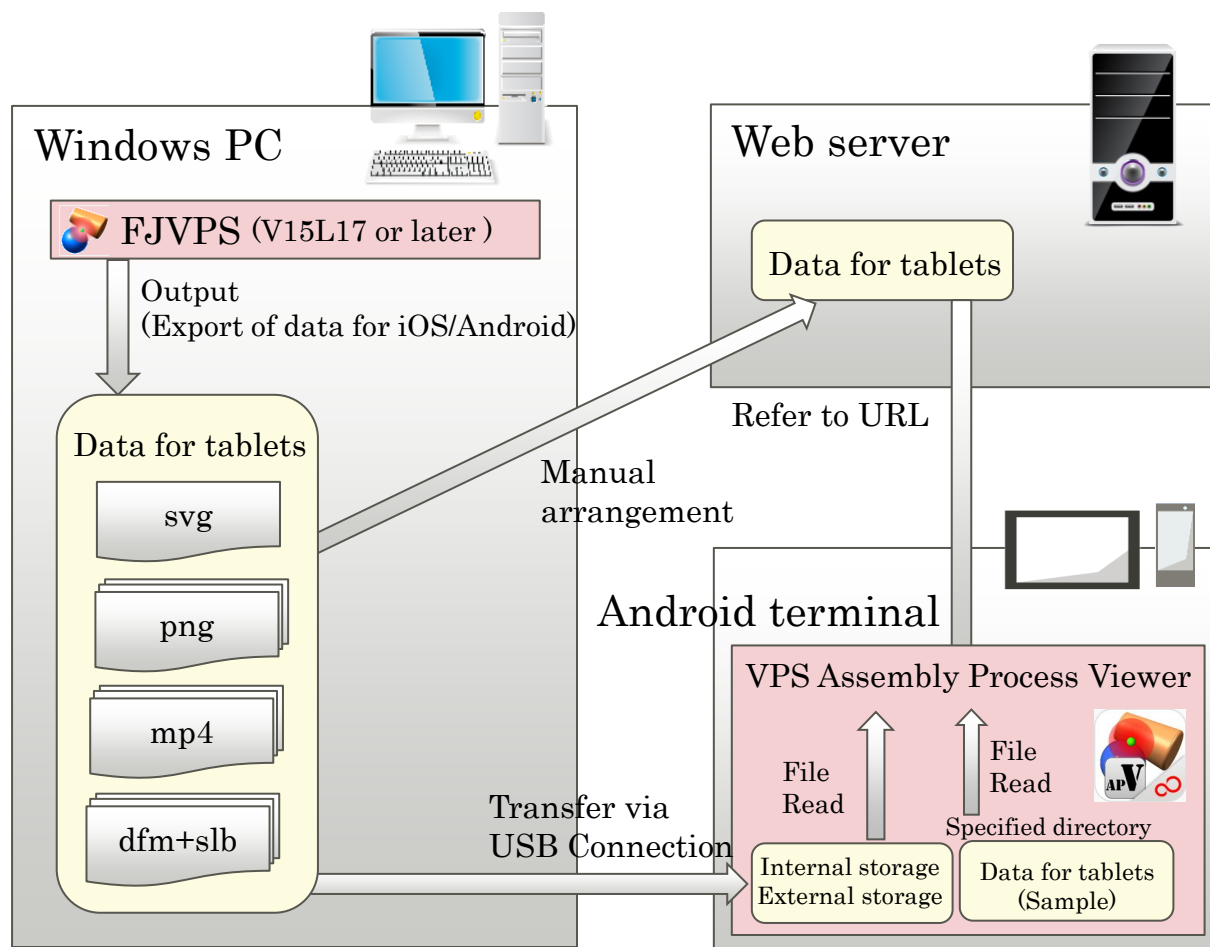 Windows PC
FJVPS (V15L17 or later )
Output
(Export of data for iOS/Android)
Data for tablets
svg
png
mp4
dfm+slb
Manual
arrangement
Transfer via
USB Connection
Web server
Data for tablets
Refer to URL
Android terminal
VPS Assembly Process Viewer
File
Read
File
Read
APV
Specified directory
Internal storage
External storage
Data for tablets
(Sample)